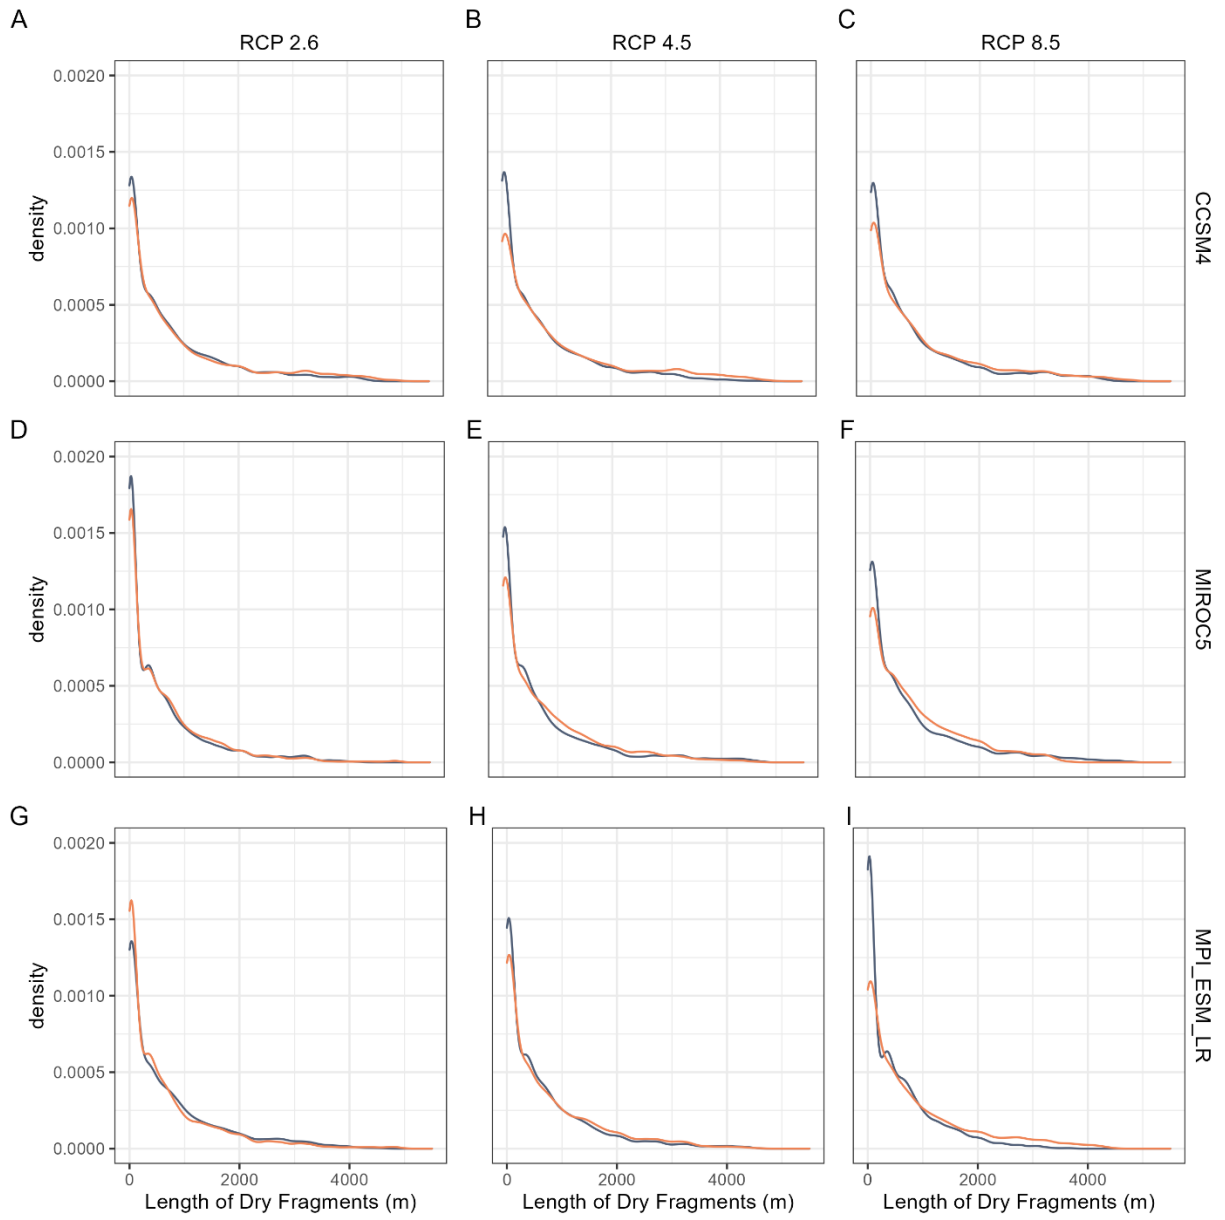 A
B
C
RCP 2.6
RCP 4.5
RCP 8.5
0.0020
0.0015
0.0010
0.0005
0.0000
density
CCSM4
D
E
F
0.0020
0.0015
0.0010
0.0005
0.0000
density
MIROC5
G
H
I
0.0020
0.0015
0.0010
0.0005
0.0000
density
MPI_ESM_LR
0 2000 4000
0 2000 4000
0 2000 4000
Length of Dry Fragments (m)
Length of Dry Fragments (m)
Length of Dry Fragments (m)